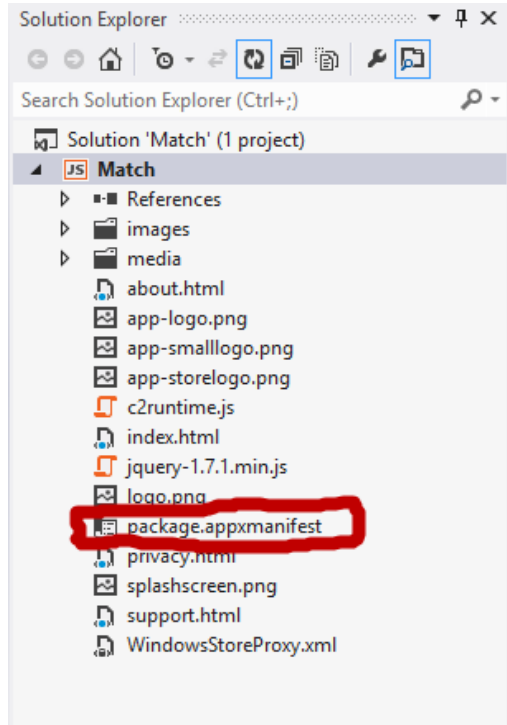 Solution Explorer
Search Solution Explorer (Ctrl+;)
Solution 'Match' (1 project)
JS Match
References
images
media
about.html
app-logo.png
app-smalllogo.png
app-storelogo.png
c2runtime.js
index.html
jquery-1.7.1.min.js
logo.png
package.appxmanifest
privacy.html
splashscreen.png
support.html
WindowsStoreProxy.xml